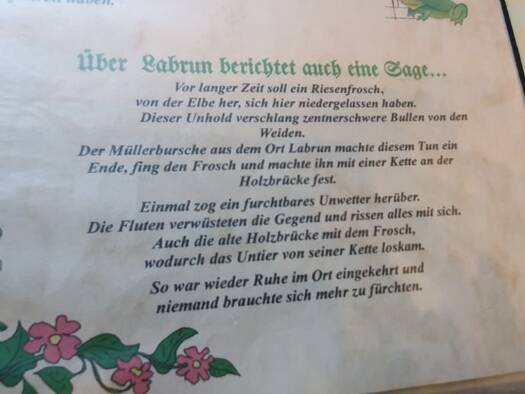 haben.
Über Labrun berichtet auch eine Sage...
Vor langer Zeit soll ein Riesenfrosch,
von der Elbe her, sich hier niedergelassen haben.
Dieser Unhold verschlang zentnerschwere Bullen von den
Weiden.
Der Müllerbursche aus dem Ort Labrun machte diesem Tun ein
Ende, fing den Frosch und machte ihn mit einer Kette an der
Holzbrücke fest.
Einmal zog ein furchtbares Unwetter herüber.
Die Fluten verwüsteten die Gegend und rissen alles mit sich.
Auch die alte Holzbrücke mit dem Frosch,
wodurch das Untier von seiner Kette loskam.
So war wieder Ruhe im Ort eingekehrt und
niemand brauchte sich mehr zu fürchten.